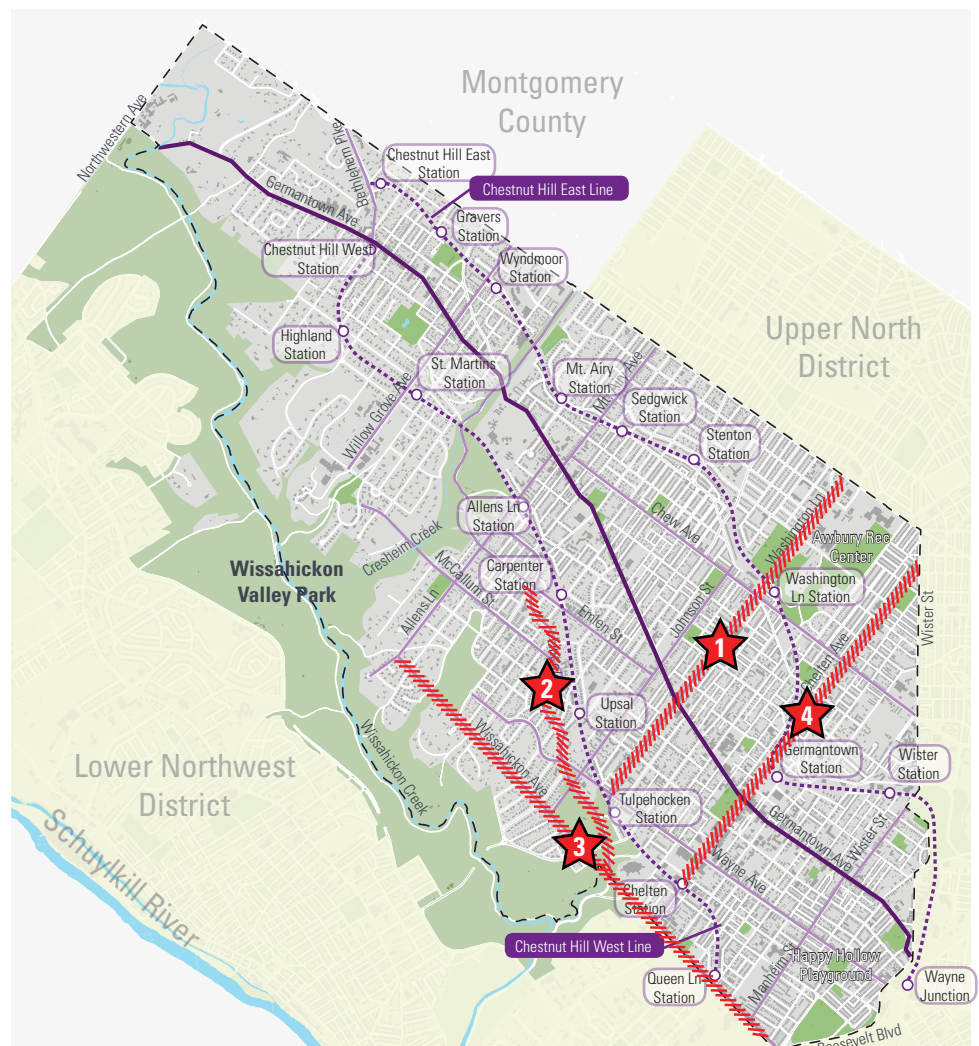 Montgomery
County
Northwestern Ave
Bethlehem Pike
Chestnut Hill East
Station
Chestnut Hill East Line
Germantown Ave
Gravers
Station
Chestnut Hill West
Station
Wyndmoor
Station
Upper North
District
Highland
Station
St. Martins
Station
Mt. Airy
Station
Sedgwick
Station
Willow Grove Ave
Stenton
Station
Allens Ln
Station
Chew Ave
Washington Ln
Awbury Rec
Center
Cresheim Creek
McCallum St
Carpenter
Station
Wissahickon
Valley Park
Washington
Ln Station
Wister St
Allens Ln
Emlen St
Johnson St
1
Chelten Ave
2
Upsal
Station
4
Wissahickon Ave
Wissahickon Creek
Germantown
Station
Wister
Station
Lower Northwest
District
Tulpehocken
Station
Germantown Ave
Wister St
3
Wayne Ave
Schuylkill River
Chelten
Station
Chestnut Hill West Line
Manheim St
Happy Hollow
Playground
Queen Ln
Station
Wayne
Junction
Roosevelt Blvd